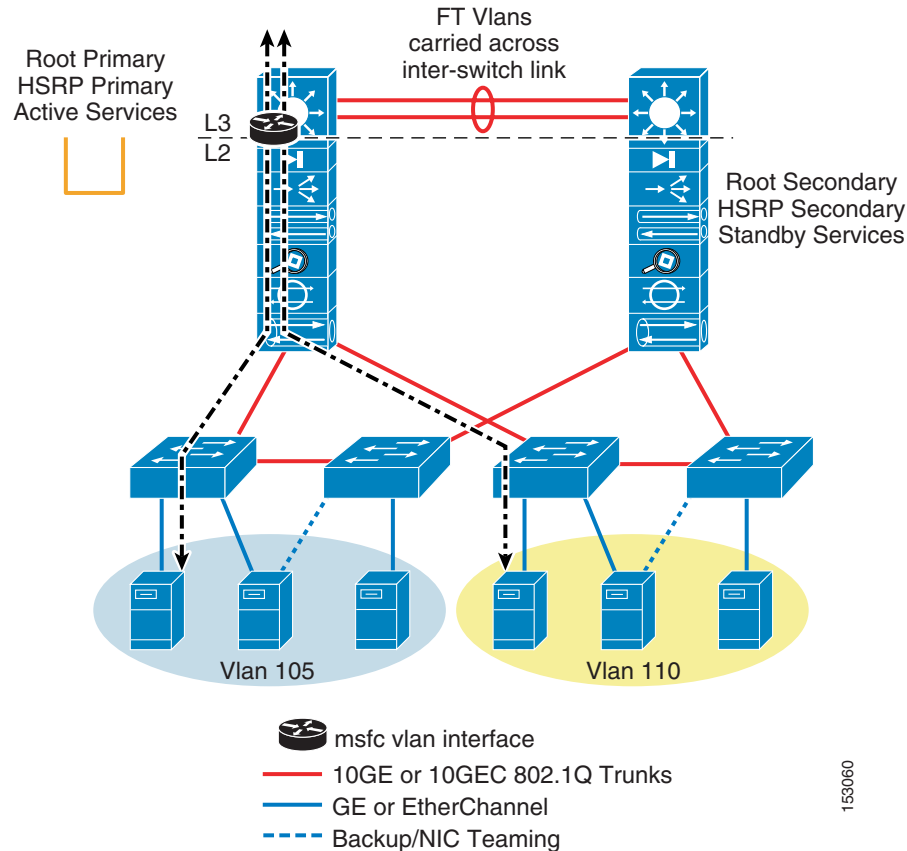 FT Vlans
carried across
inter-switch link
Root Primary
HSRP Primary
Active Services
L3
L2
Root Secondary
HSRP Secondary
Standby Services
Vlan 105
Vlan 110
msfc vlan interface
10GE or 10GEC 802.1Q Trunks
GE or EtherChannel
Backup/NIC Teaming
153060